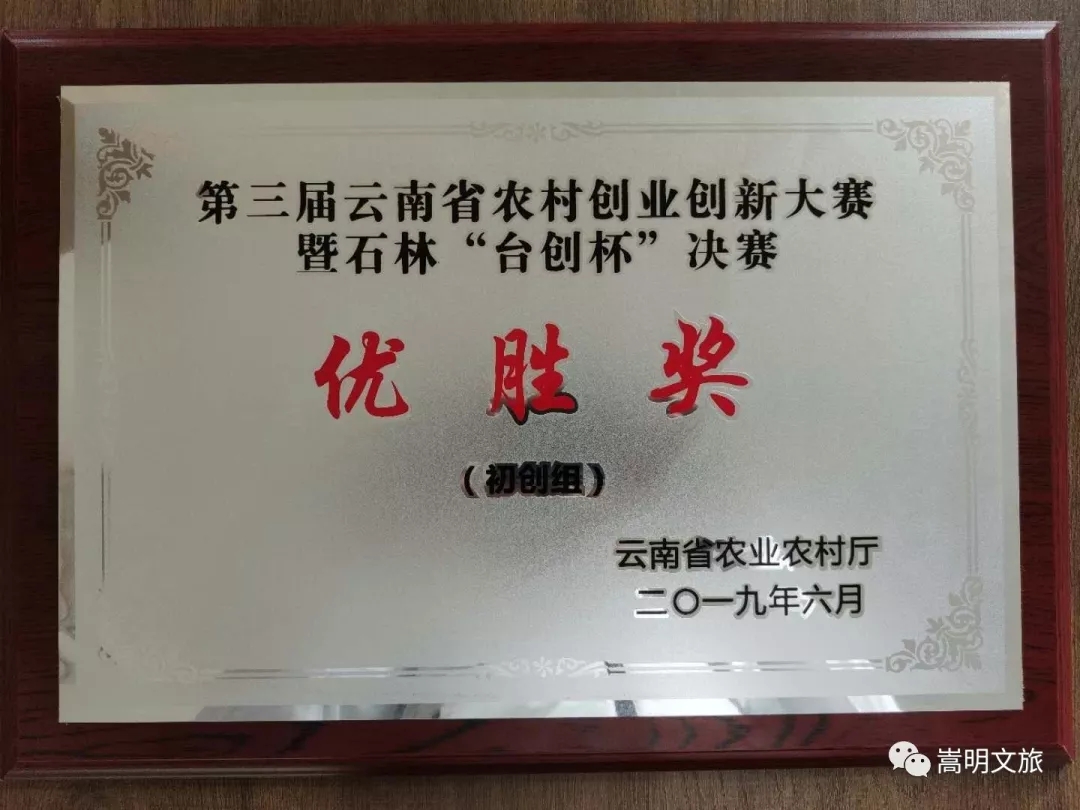 第三届云南省农村创业创新大赛
暨石林“台创杯”决赛
优胜奖
（初创组）
云南省农业农村厅
二〇一九年六月
嵩明文旅